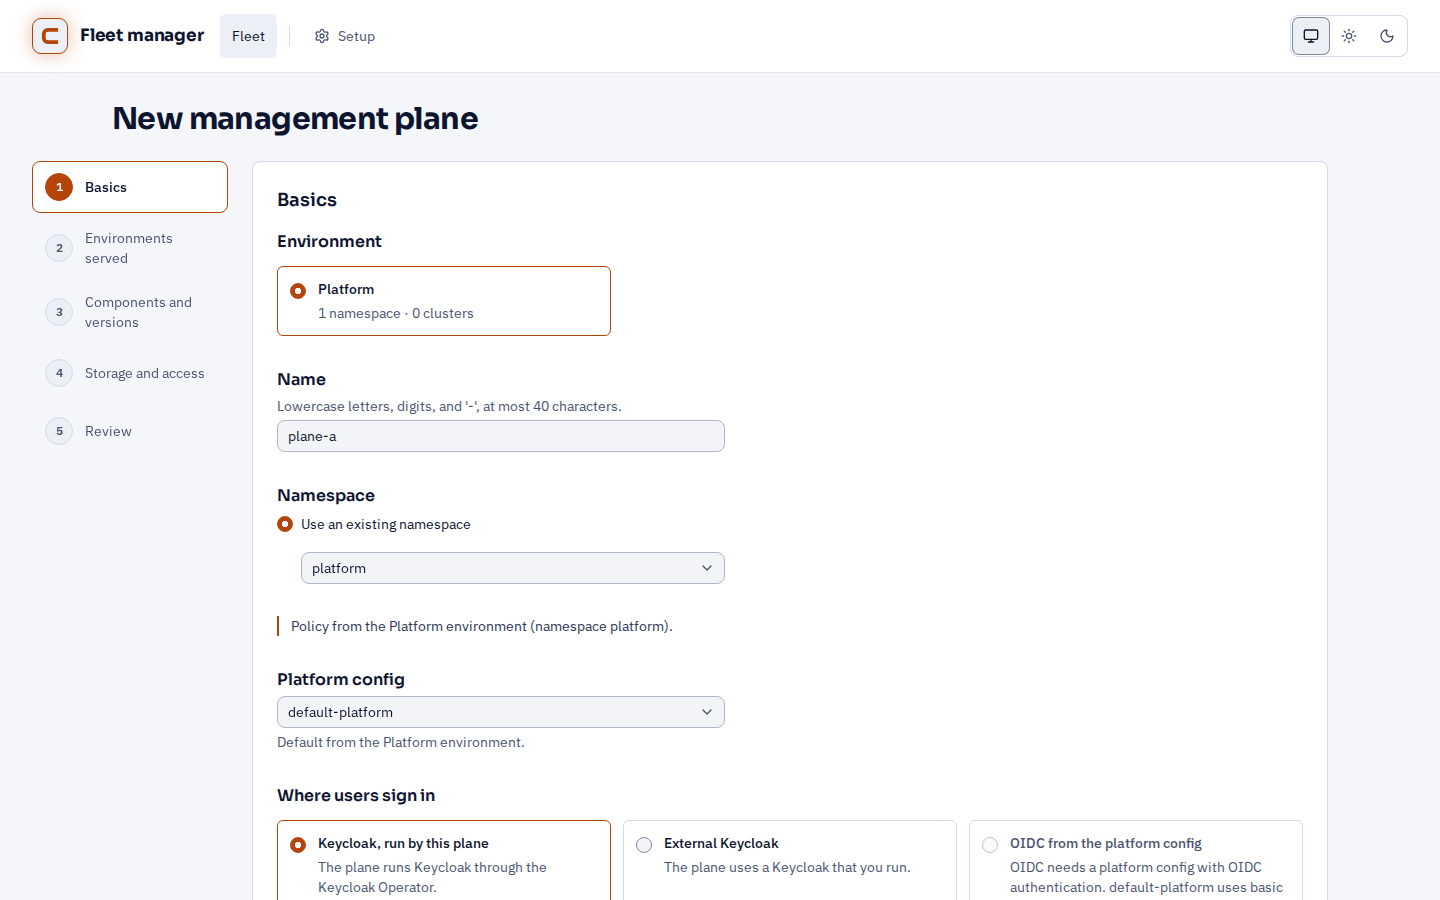 Fleet manager
Fleet
Setup
New management plane
1
Basics
2
Environments
served
3
Components and
versions
4
Storage and access
5
Review
Basics
Environment
Platform
1 namespace · 0 clusters
Name
Lowercase letters, digits, and '-', at most 40 characters.
plane-a
Namespace
Use an existing namespace
platform
Policy from the Platform environment (namespace platform).
Platform config
default-platform
Default from the Platform environment.
Where users sign in
Keycloak, run by this plane
The plane runs Keycloak through the
Keycloak Operator.
External Keycloak
The plane uses a Keycloak that you run.
OIDC from the platform config
OIDC needs a platform config with OIDC
authentication. default-platform uses basic